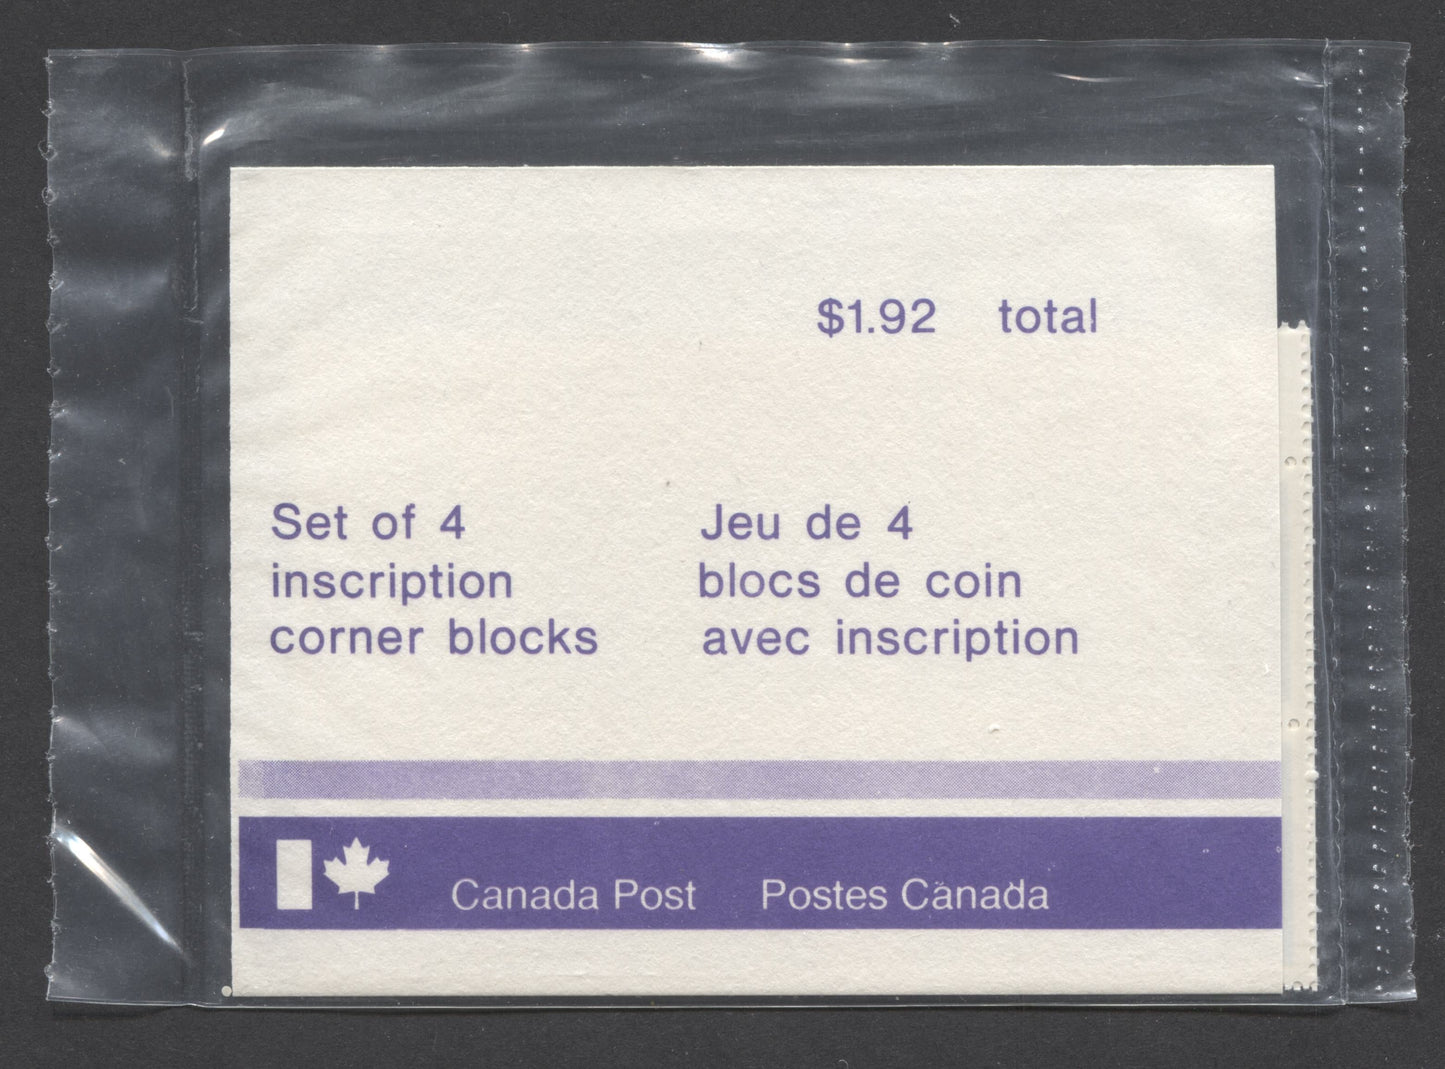 $1.92 total
Set of 4
inscription
corner blocks
Jeu de 4
blocs de coin
avec inscription
Canada Post Postes Canada